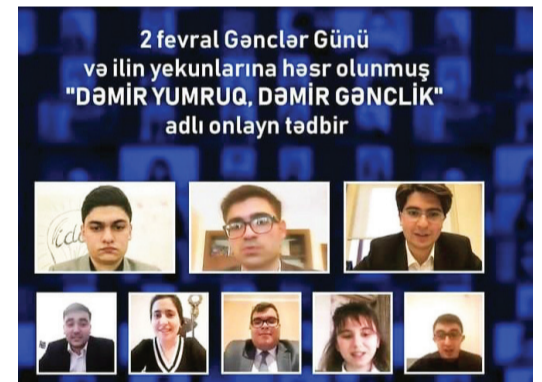 2 fevral Gənclər Günü
və ilin yekunlarına həsr olunmuş
"DƏMİR YUMRUQ, DƏMİR GƏNCLİK"
adlı onlayn tədbir